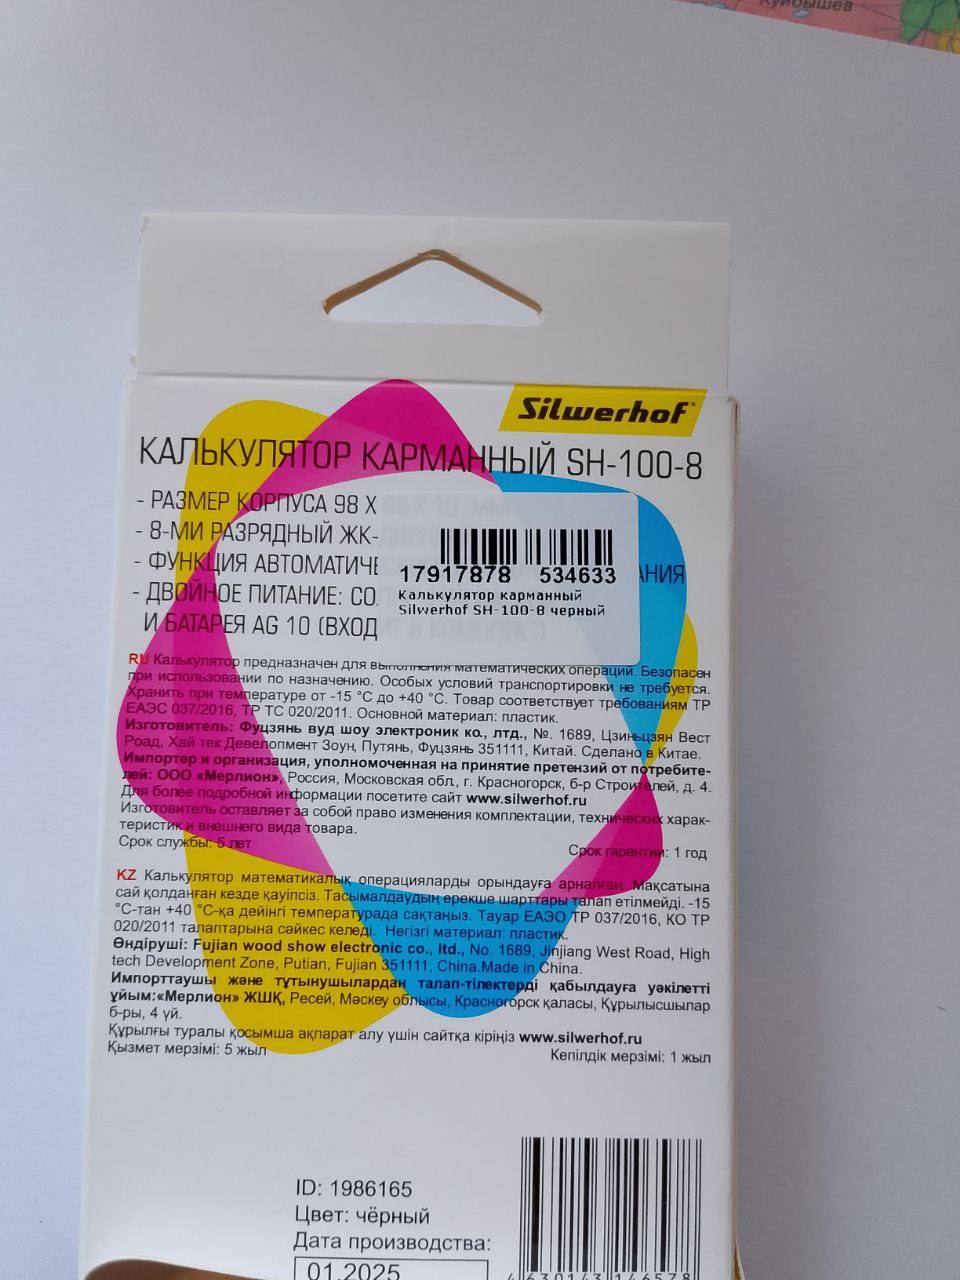 Куйбышев
Silwerhof
КАЛЬКУЛЯТОР КАРМАННЫЙ SH-100-8
- РАЗМЕР КОРПУСА 98 X 60 X 10 ММ
- 8-МИ РАЗРЯДНЫЙ ЖК-
- ФУНКЦИЯ АВТОМАТИЧЕ АНИЯ
- ДВОЙНОЕ ПИТАНИЕ: СО
И БАТАРЕЯ AG 10 (ВХОД
17917878 534633
Калькулятор карманный
Silwerhof SH-100-8 черный
RU Калькулятор предназначен для выполнения математических операций. Безопасен
при использовании по назначению. Особых условий транспортировки не требуется.
Хранить при температуре от -15 °C до +40 °C. Товар соответствует требованиям ТР
ЕАЭС 037/2016, ТР ТС 020/2011. Основной материал: пластик.
Изготовитель: Фуцзянь вуд шоу электроник ко., лтд., №. 1689, Цзиньцзян Вест
Роад, Хай тек Девелопмент Зоун, Путянь, Фуцзянь 351111, Китай. Сделано в Китае.
Импортер и организация, уполномоченная на принятие претензий от потребите-
лей: ООО «Мерлион», Россия, Московская обл., г. Красногорск, б-р Строителей, д. 4.
Для более подробной информации посетите сайт www.silwerhof.ru
Изготовитель оставляет за собой право изменения комплектации, технических харак-
теристик и внешнего вида товара.
Срок службы: 5 лет Срок гарантии: 1 год
KZ Калькулятор математикалық операцияларды орындауға арналған. Мақсатына
сай қолданған кезде қауіпсіз. Тасымалдаудың ерекше шарттары талап етілмейді. -15
°С-тан +40 °С-қа дейінгі температурада сақтаңыз. Тауар ЕАЭО ТР 037/2016, КО ТР
020/2011 талаптарына сәйкес келеді. Негізгі материал: пластик.
Өндіруші: Fujian wood show electronic co., ltd., No. 1689, Jinjiang West Road, High
tech Development Zone, Putian, Fujian 351111, China.Made in China.
Импорттаушы және тұтынушылардан талап-тілектерді қабылдауға уәкілетті
ұйым:«Мерлион» ЖШҚ, Ресей, Мәскеу облысы, Красногорск қаласы, Құрылысшылар
б-ры, 4 үй.
Құрылғы туралы қосымша ақпарат алу үшін сайтқа кіріңіз www.silwerhof.ru
Қызмет мерзімі: 5 жыл Кепілдік мерзімі: 1 жыл
ID: 1986165
Цвет: чёрный
Дата производства:
01.2025
4 630143 146578